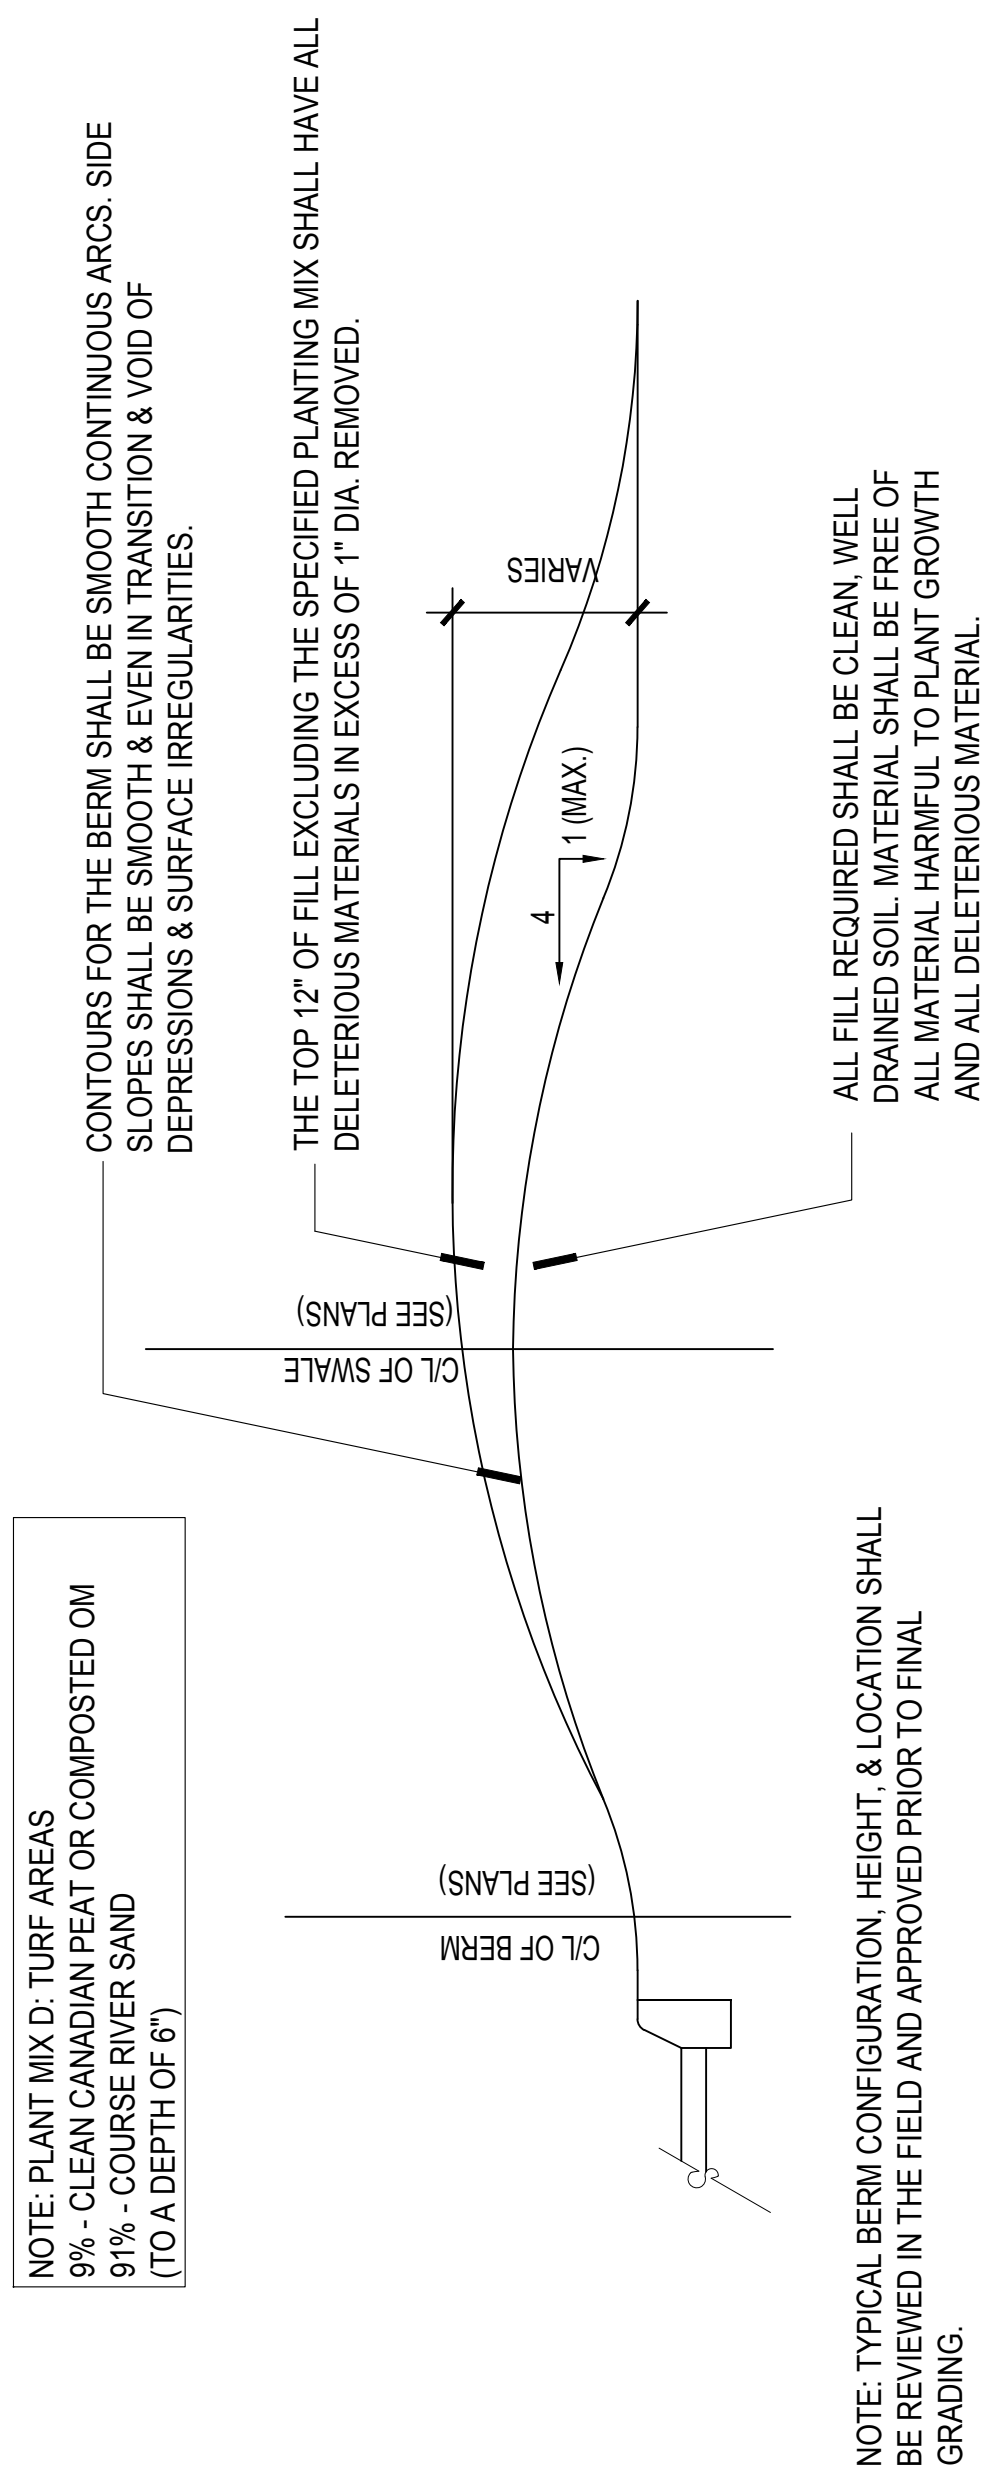 NOTE: PLANT MIX D: TURF AREAS
9% - CLEAN CANADIAN PEAT OR COMPOSTED OM
91% - COURSE RIVER SAND
(TO A DEPTH OF 6")
CONTOURS FOR THE BERM SHALL BE SMOOTH CONTINUOUS ARCS. SIDE
SLOPES SHALL BE SMOOTH & EVEN IN TRANSITION & VOID OF
DEPRESSIONS & SURFACE IRREGULARITIES.
THE TOP 12" OF FILL EXCLUDING THE SPECIFIED PLANTING MIX SHALL HAVE ALL
DELETERIOUS MATERIALS IN EXCESS OF 1" DIA. REMOVED.
C/L OF BERM
(SEE PLANS)
C/L OF SWALE
(SEE PLANS)
4
1 (MAX.)
VARIES
NOTE: TYPICAL BERM CONFIGURATION, HEIGHT, & LOCATION SHALL
BE REVIEWED IN THE FIELD AND APPROVED PRIOR TO FINAL
GRADING.
ALL FILL REQUIRED SHALL BE CLEAN, WELL
DRAINED SOIL. MATERIAL SHALL BE FREE OF
ALL MATERIAL HARMFUL TO PLANT GROWTH
AND ALL DELETERIOUS MATERIAL.